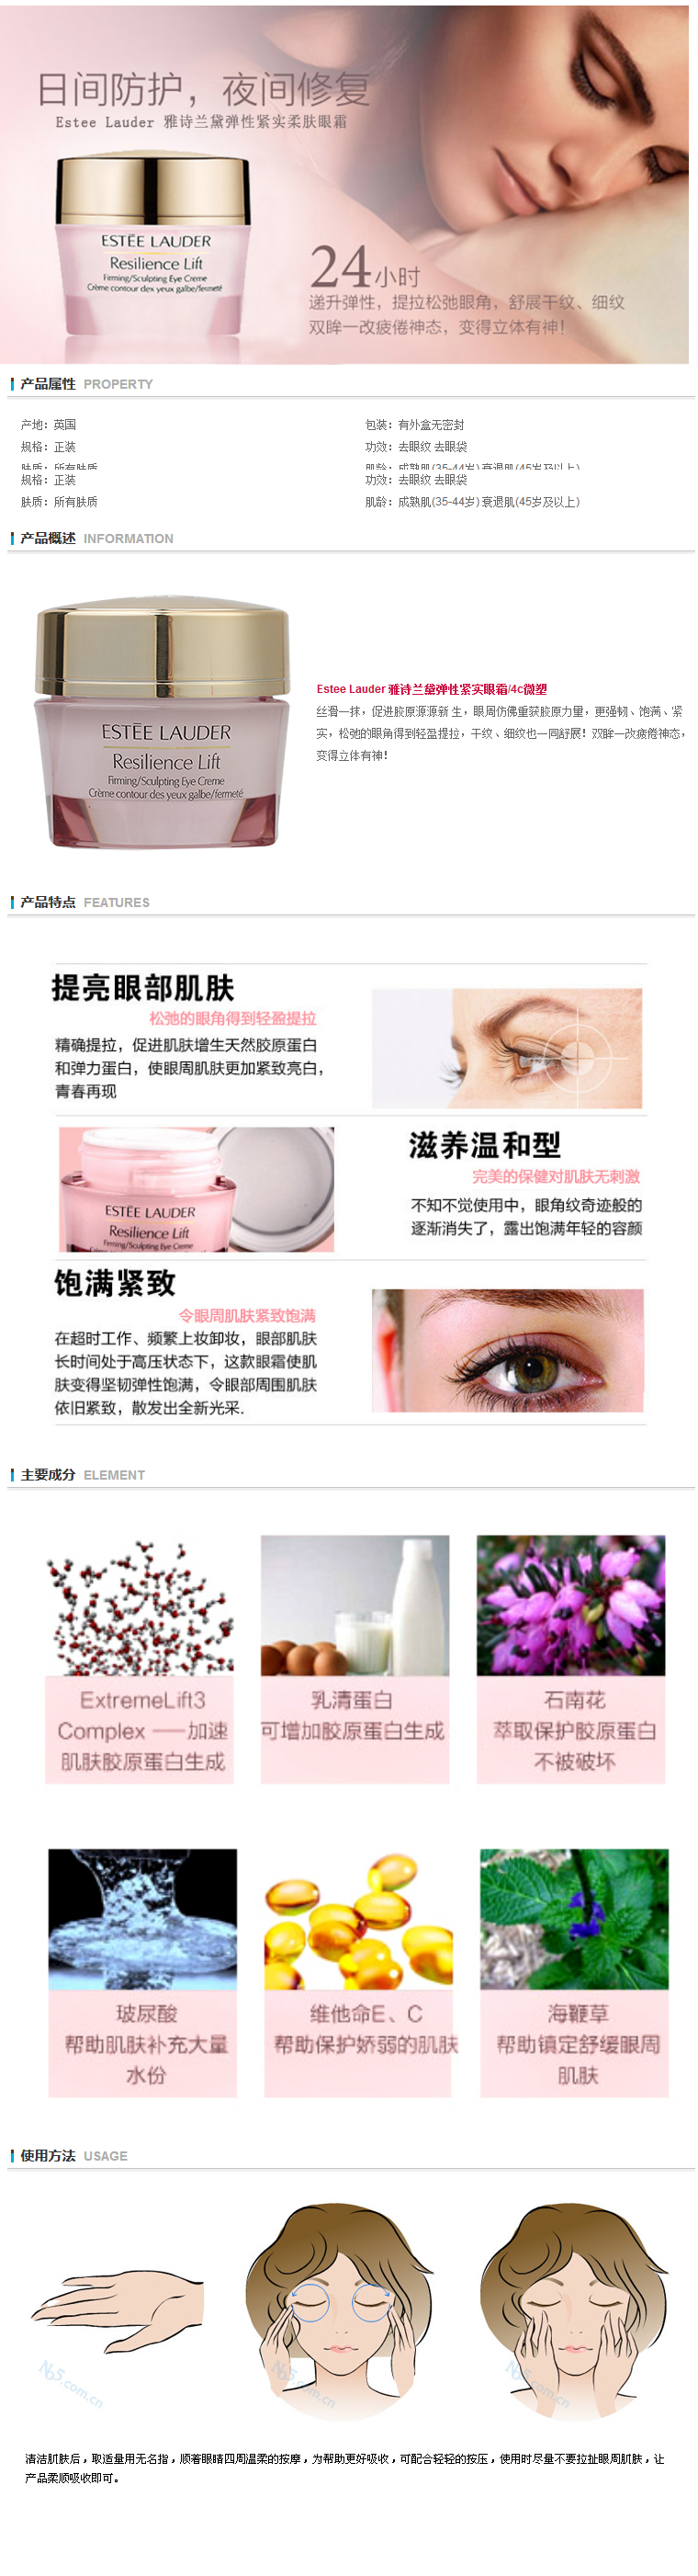 日间防护，夜间修复
Estee Lauder 雅诗兰黛弹性紧实柔肤眼霜
ESTĒE LAUDER
Resilience Lift
Firming/Sculpting Eye Creme
Crème contour dex yeux galbe/fermeté
24小时
递升弹性，提拉松弛眼角，舒展干纹、细纹
双眸一改疲倦神态，变得立体有神！
产品属性 PROPERTY
产地：英国
包装：有外盒无密封
规格：正装
功效：去眼纹 去眼袋
肤质：所有肤质
肌龄：成熟肌(35-44岁) 衰退肌(45岁及以上)
规格：正装
功效：去眼纹 去眼袋
肤质：所有肤质
肌龄：成熟肌(35-44岁) 衰退肌(45岁及以上)
产品概述 INFORMATION
ESTĒE LAUDER
Resilience Lift
Firming/Sculpting Eye Creme
Crème contour des yeux galbe/fermeté
Estee Lauder 雅诗兰黛弹性紧实眼霜/4c微塑
丝滑一抹，促进胶原源源新 生，眼周仿佛重获胶原力量，更强韧、饱满、紧
实，松弛的眼角得到轻盈提拉，干纹、细纹也一同舒展！双眸一改疲倦神态，
变得立体有神！
产品特点 FEATURES
提亮眼部肌肤
松弛的眼角得到轻盈提拉
精确提拉，促进肌肤增生天然胶原蛋白
和弹力蛋白，使眼周肌肤更加紧致亮白，
青春再现
ESTĒE LAUDER
Resilience Lift
Firming/Sculpting Eye Creme
滋养温和型
完美的保健对肌肤无刺激
不知不觉使用中，眼角纹奇迹般的
逐渐消失了，露出饱满年轻的容颜
饱满紧致
令眼周肌肤紧致饱满
在超时工作、频繁上妆卸妆，眼部肌肤
长时间处于高压状态下，这款眼霜使肌
肤变得坚韧弹性饱满，令眼部周围肌肤
依旧紧致，散发出全新光采.
主要成分 ELEMENT
ExtremeLift3
Complex ——加速
肌肤胶原蛋白生成
乳清蛋白
可增加胶原蛋白生成
石南花
萃取保护胶原蛋白
不被破坏
玻尿酸
帮助肌肤补充大量
水份
维他命E、C
帮助保护娇弱的肌肤
海鞭草
帮助镇定舒缓眼周
肌肤
使用方法 USAGE
No5.com.cn
No5.com.cn
No5.com.cn
清洁肌肤后，取适量用无名指，顺着眼睛四周温柔的按摩，为帮助更好吸收，可配合轻轻的按压，使用时尽量不要拉扯眼周肌肤，让
产品柔顺吸收即可。